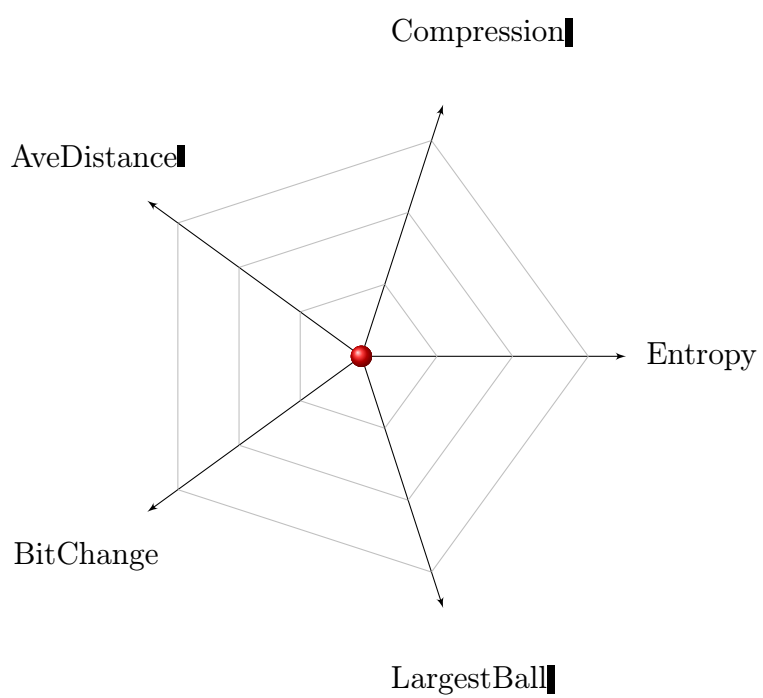 Compression
AveDistance
Entropy
BitChange
LargestBall